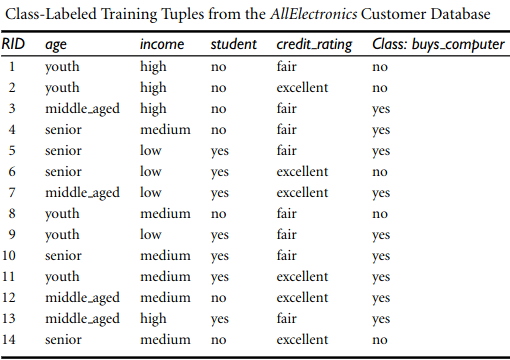 Class-Labeled Training Tuples from the AllElectronics Customer Database
RID age income student credit_rating Class: buys_computer
1 youth high no fair no
2 youth high no excellent no
3 middle_aged high no fair yes
4 senior medium no fair yes
5 senior low yes fair yes
6 senior low yes excellent no
7 middle_aged low yes excellent yes
8 youth medium no fair no
9 youth low yes fair yes
10 senior medium yes fair yes
11 youth medium yes excellent yes
12 middle_aged medium no excellent yes
13 middle_aged high yes fair yes
14 senior medium no excellent no